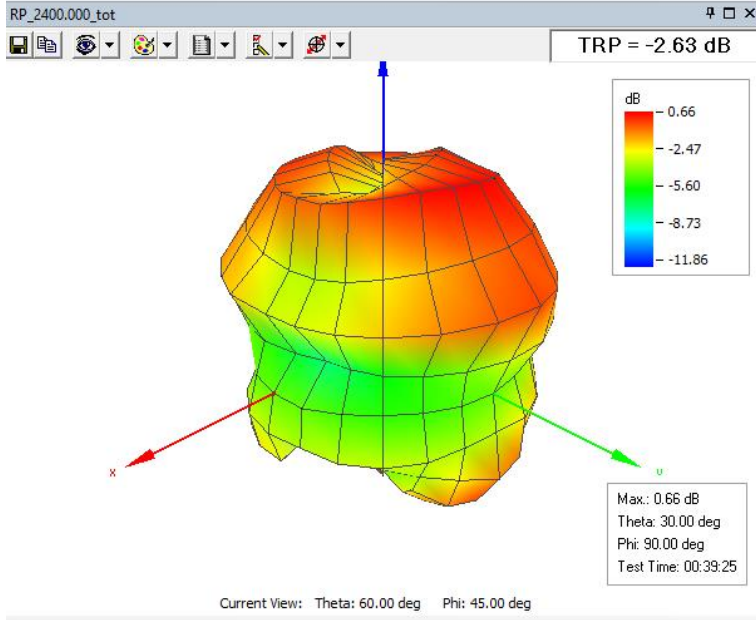 RP_2400.000_tot
TRP = -2.63 dB
dB
0.66
-2.47
-5.60
-8.73
-11.86
x
Max.: 0.66 dB
Theta: 30.00 deg
Phi: 90.00 deg
Test Time: 00:39:25
Current View: Theta: 60.00 deg Phi: 45.00 deg